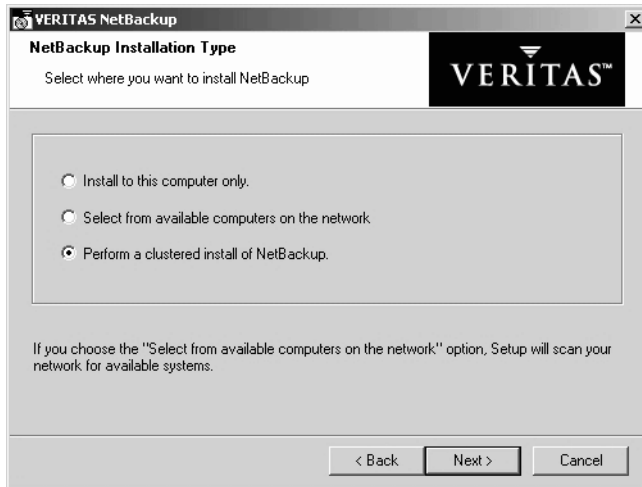 VERITAS NetBackup
NetBackup Installation Type
Select where you want to install NetBackup
VERITAS™
Install to this computer only.
Select from available computers on the network
Perform a clustered install of NetBackup.
If you choose the "Select from available computers on the network" option, Setup will scan your
network for available systems.
< Back
Next >
Cancel